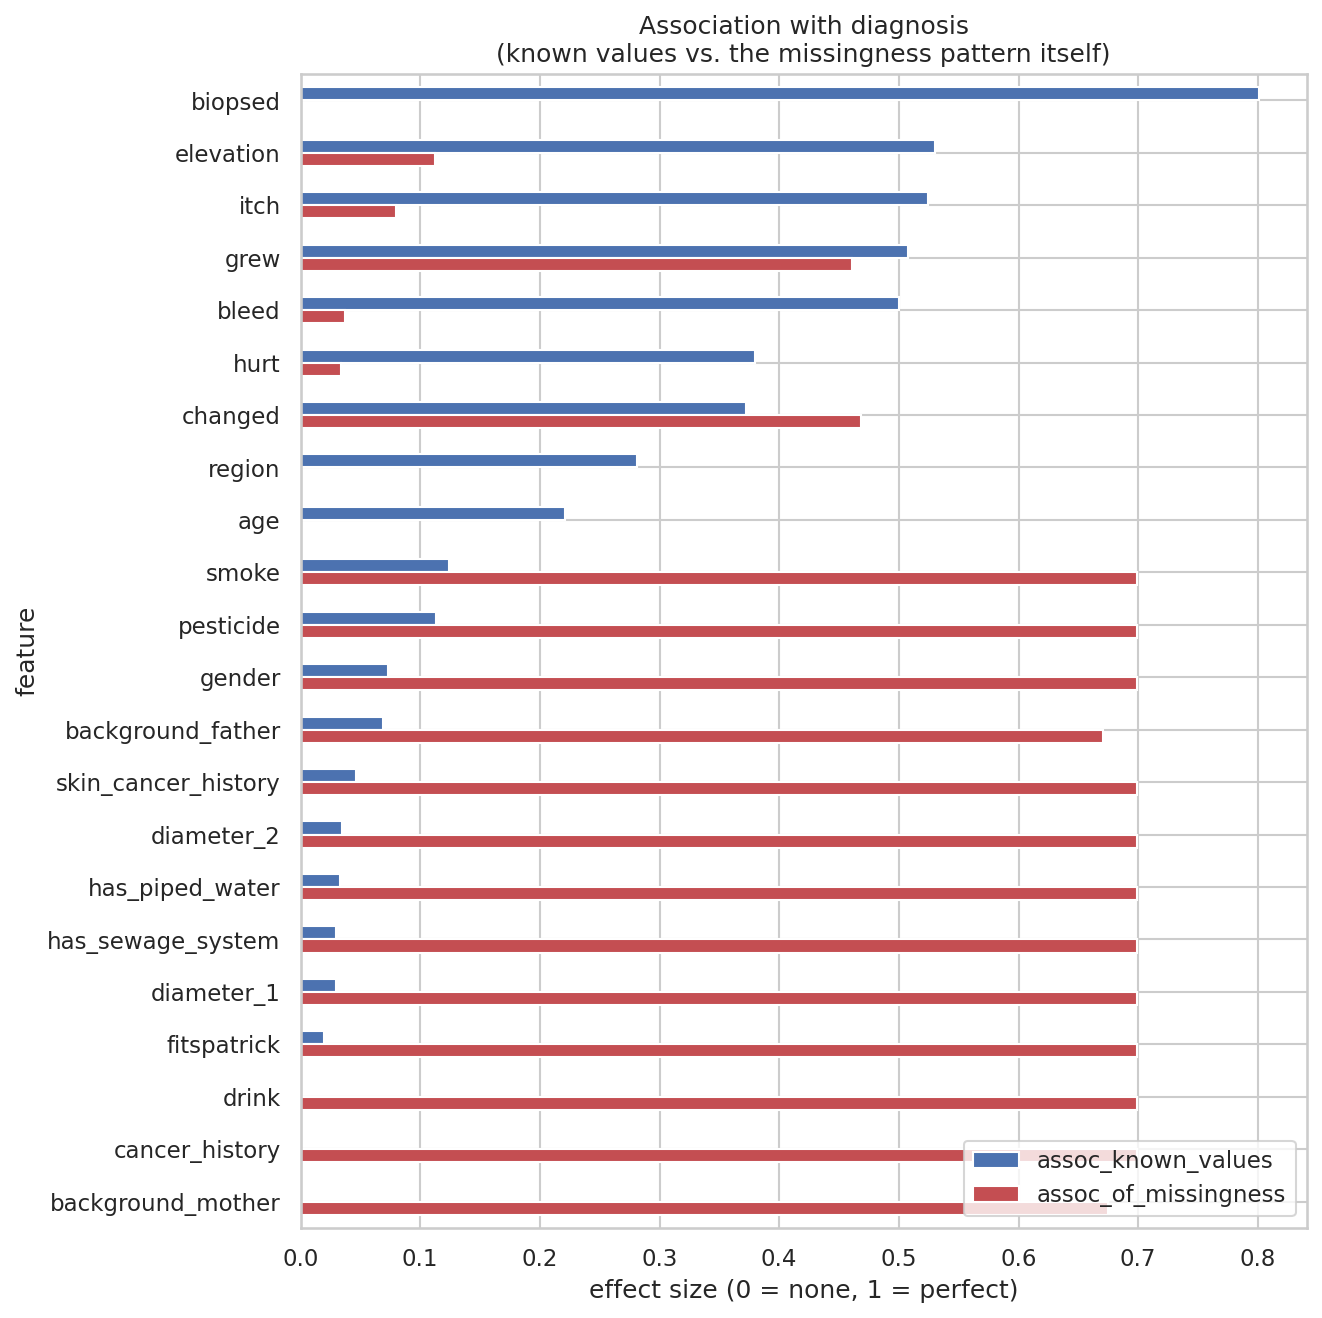 Association with diagnosis
(known values vs. the missingness pattern itself)
biopsed
elevation
itch
grew
bleed
hurt
changed
region
age
smoke
pesticide
gender
background_father
skin_cancer_history
diameter_2
has_piped_water
has_sewage_system
diameter_1
fitspatrick
drink
cancer_history
background_mother
feature
assoc_known_values
assoc_of_missingness
0.0 0.1 0.2 0.3 0.4 0.5 0.6 0.7 0.8
effect size (0 = none, 1 = perfect)